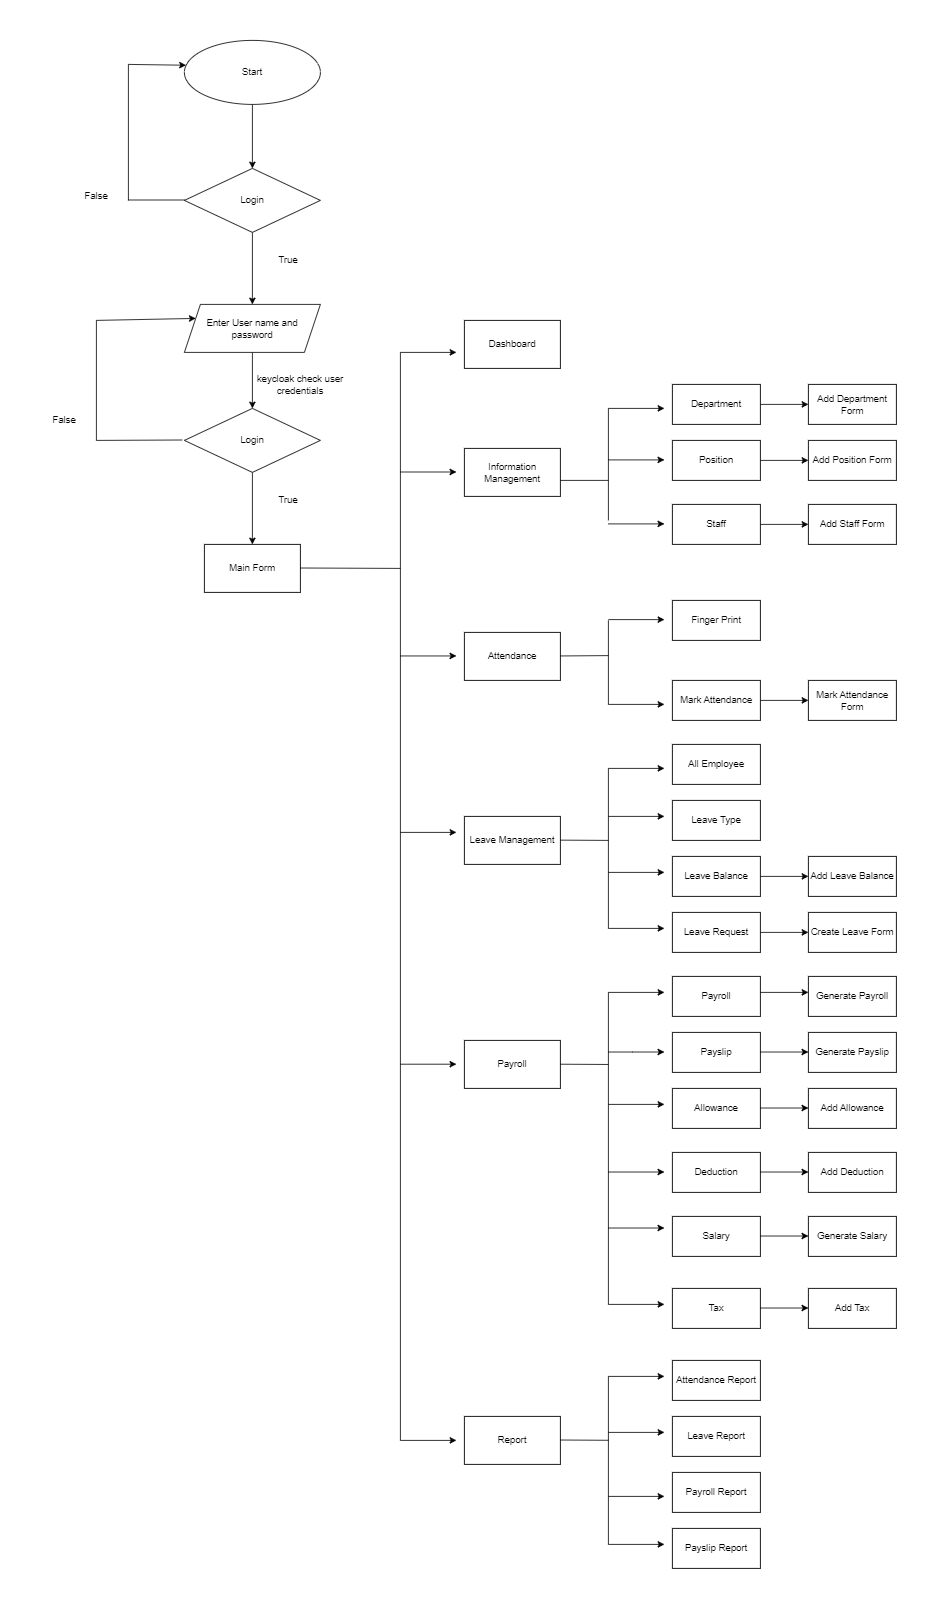 Start
Login
False
True
Enter User name and
password
keycloak check user
credentials
Login
False
True
Main Form
Dashboard
Information
Management
Department
Add Department
Form
Position
Add Position Form
Staff
Add Staff Form
Attendance
Finger Print
Mark Attendance
Mark Attendance
Form
Leave Management
All Employee
Leave Type
Leave Balance
Add Leave Balance
Leave Request
Create Leave Form
Payroll
Payroll
Generate Payroll
Payslip
Generate Payslip
Allowance
Add Allowance
Deduction
Add Deduction
Salary
Generate Salary
Tax
Add Tax
Report
Attendance Report
Leave Report
Payroll Report
Payslip Report